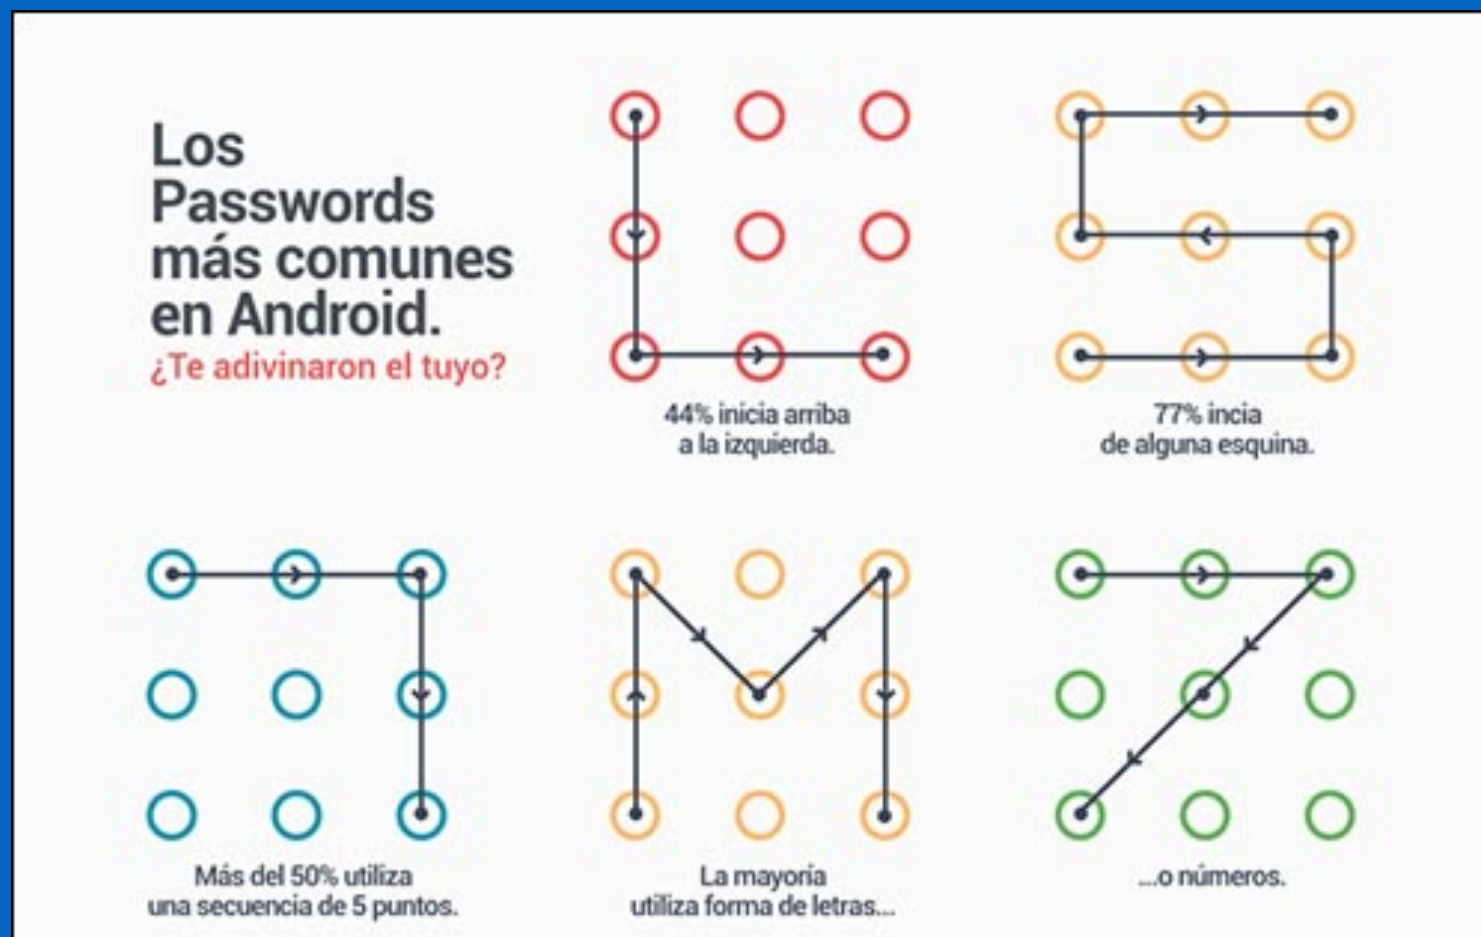 Los
Passwords
más comunes
en Android.
¿Te adivinaron el tuyo?
44% inicia arriba
a la izquierda.
77% incia
de alguna esquina.
Más del 50% utiliza
una secuencia de 5 puntos.
La mayoría
utiliza forma de letras...
...o números.